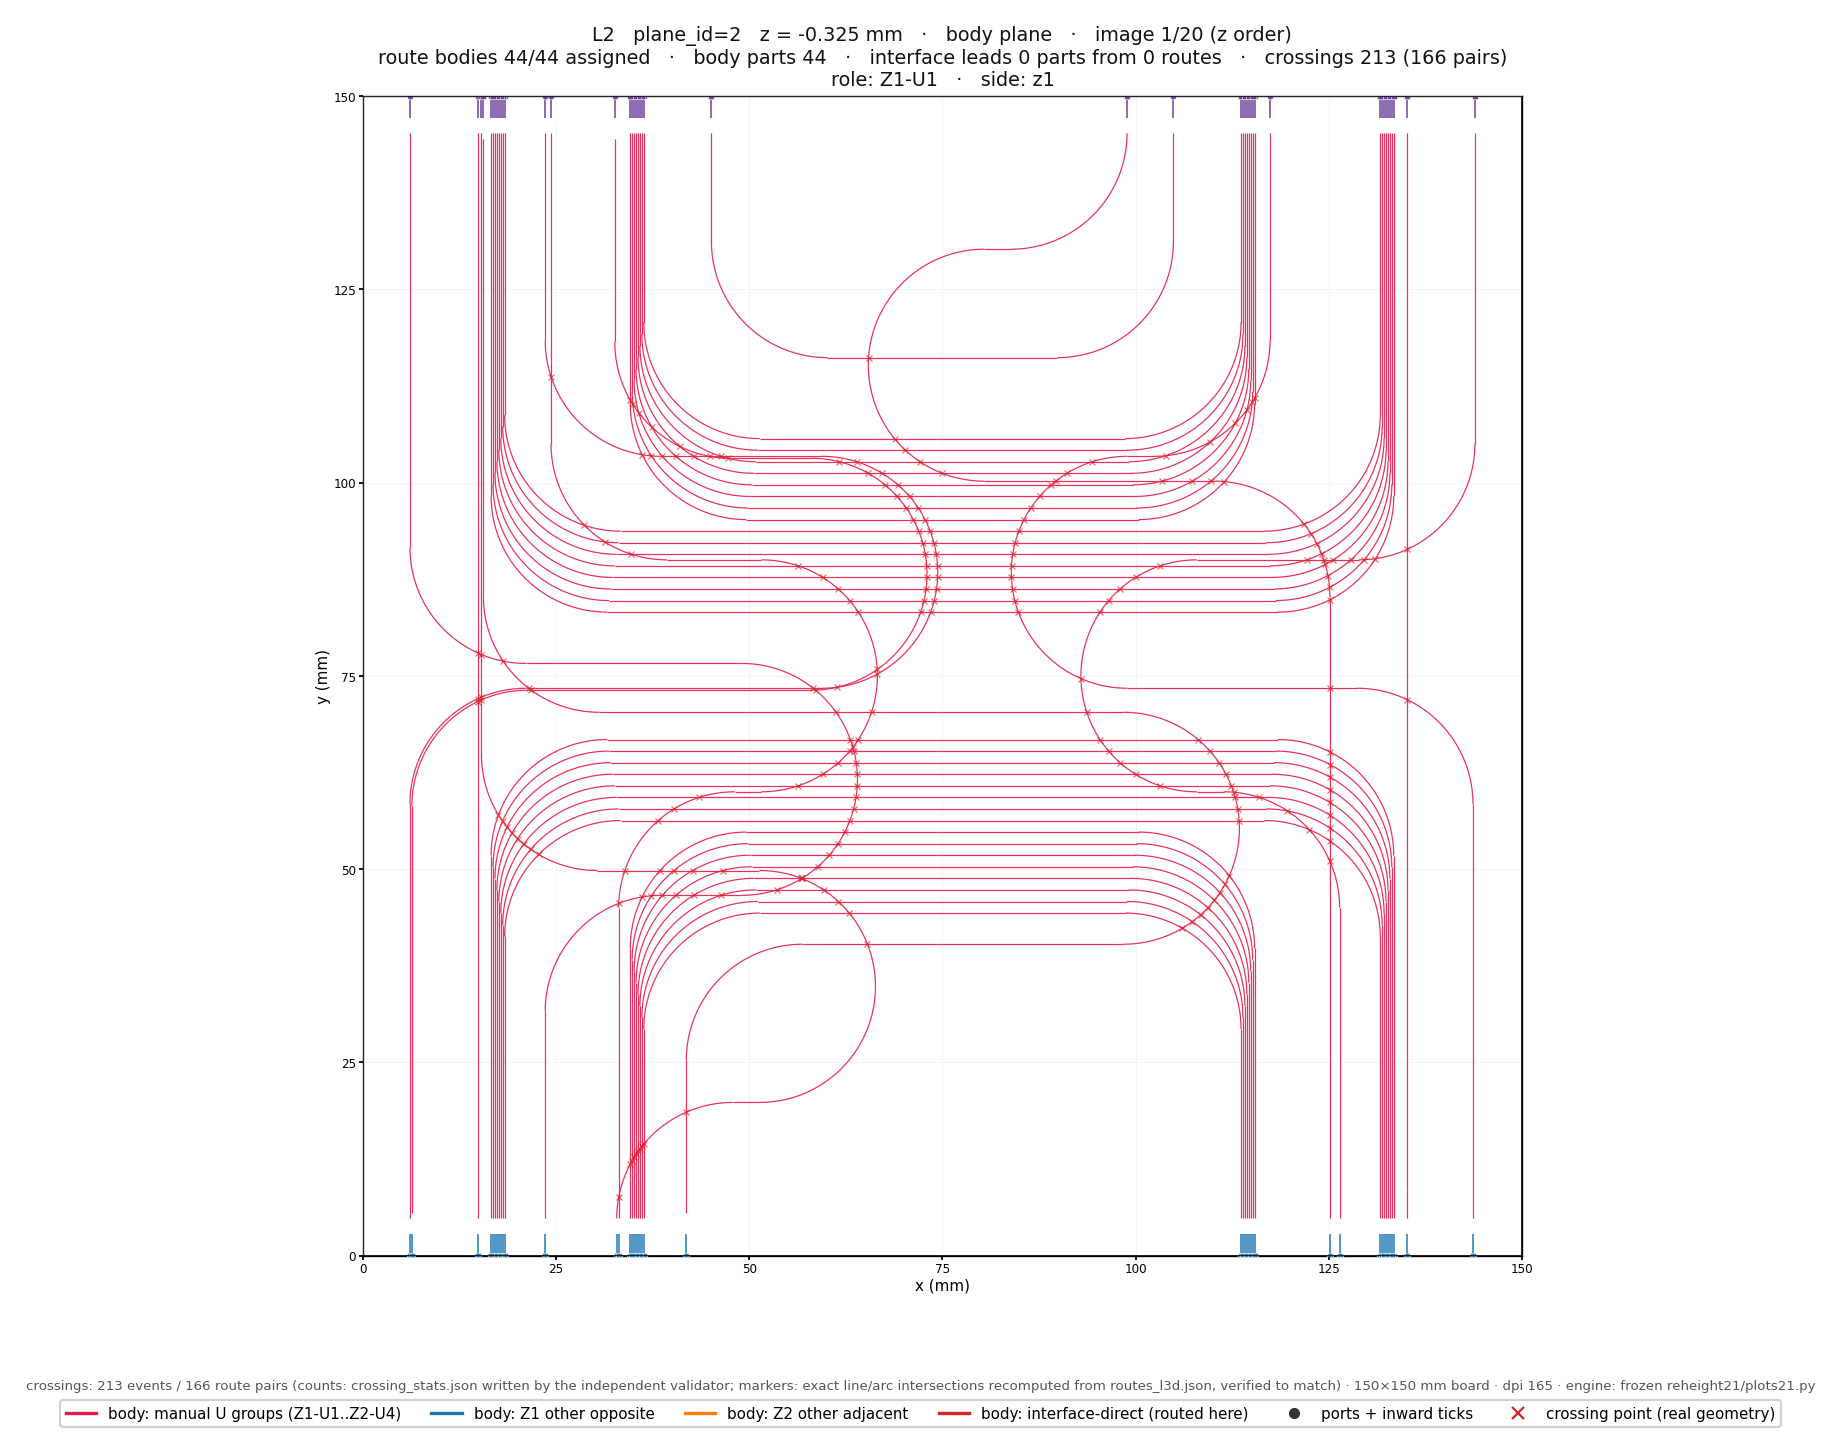 L2   plane_id=2   z = -0.325 mm   ·   body plane   ·   image 1/20 (z order)
route bodies 44/44 assigned   ·   body parts 44   ·   interface leads 0 parts from 0 routes   ·   crossings 213 (166 pairs)
role: Z1-U1   ·   side: z1
150
125
100
75
50
25
0
y (mm)
0 25 50 75 100 125 150
x (mm)
crossings: 213 events / 166 route pairs (counts: crossing_stats.json written by the independent validator; markers: exact line/arc intersections recomputed from routes_l3d.json, verified to match) · 150×150 mm board · dpi 165 · engine: frozen reheight21/plots21.py
body: manual U groups (Z1-U1..Z2-U4) body: Z1 other opposite body: Z2 other adjacent body: interface-direct (routed here) ports + inward ticks crossing point (real geometry)